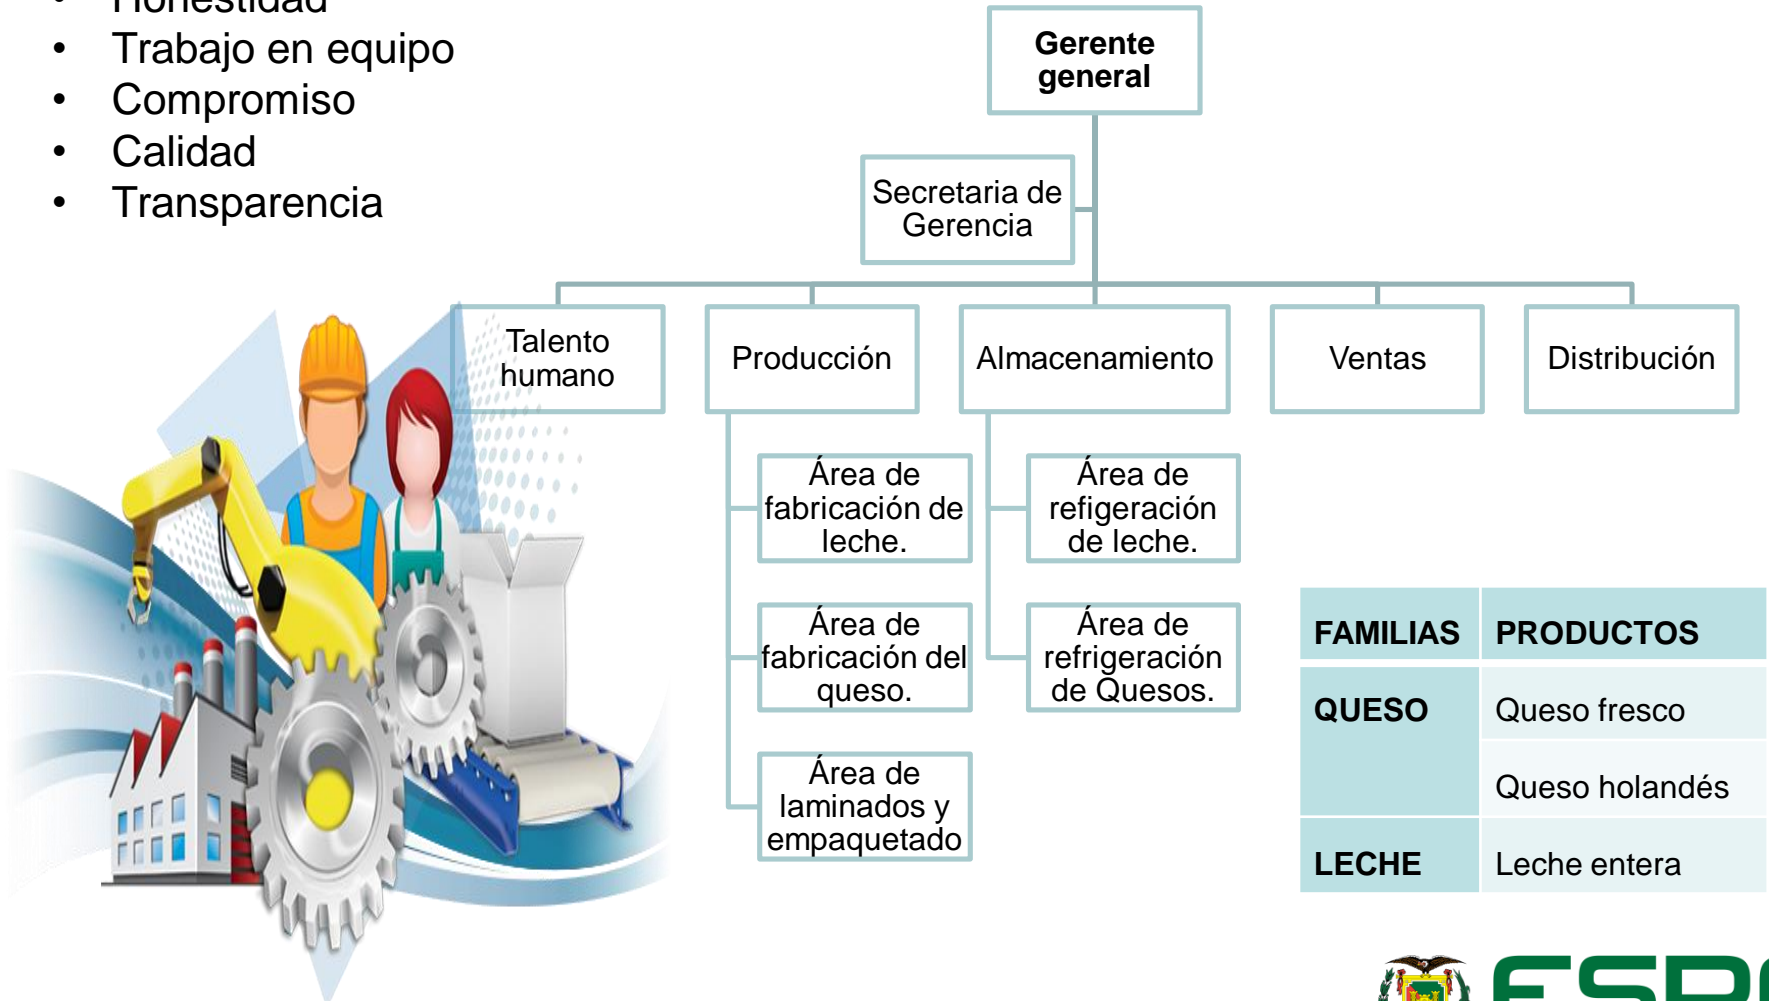 • Honestidad
• Trabajo en equipo
• Compromiso
• Calidad
• Transparencia
Gerente
general
Secretaria de
Gerencia
Talento
humano
Producción
Almacenamiento
Ventas
Distribución
Área de
fabricación de
leche.
Área de
fabricación del
queso.
Área de
laminados y
empaquetado
Área de
refigeración
de leche.
Área de
refrigeración
de Quesos.
FAMILIAS PRODUCTOS
QUESO Queso fresco
Queso holandés
LECHE Leche entera